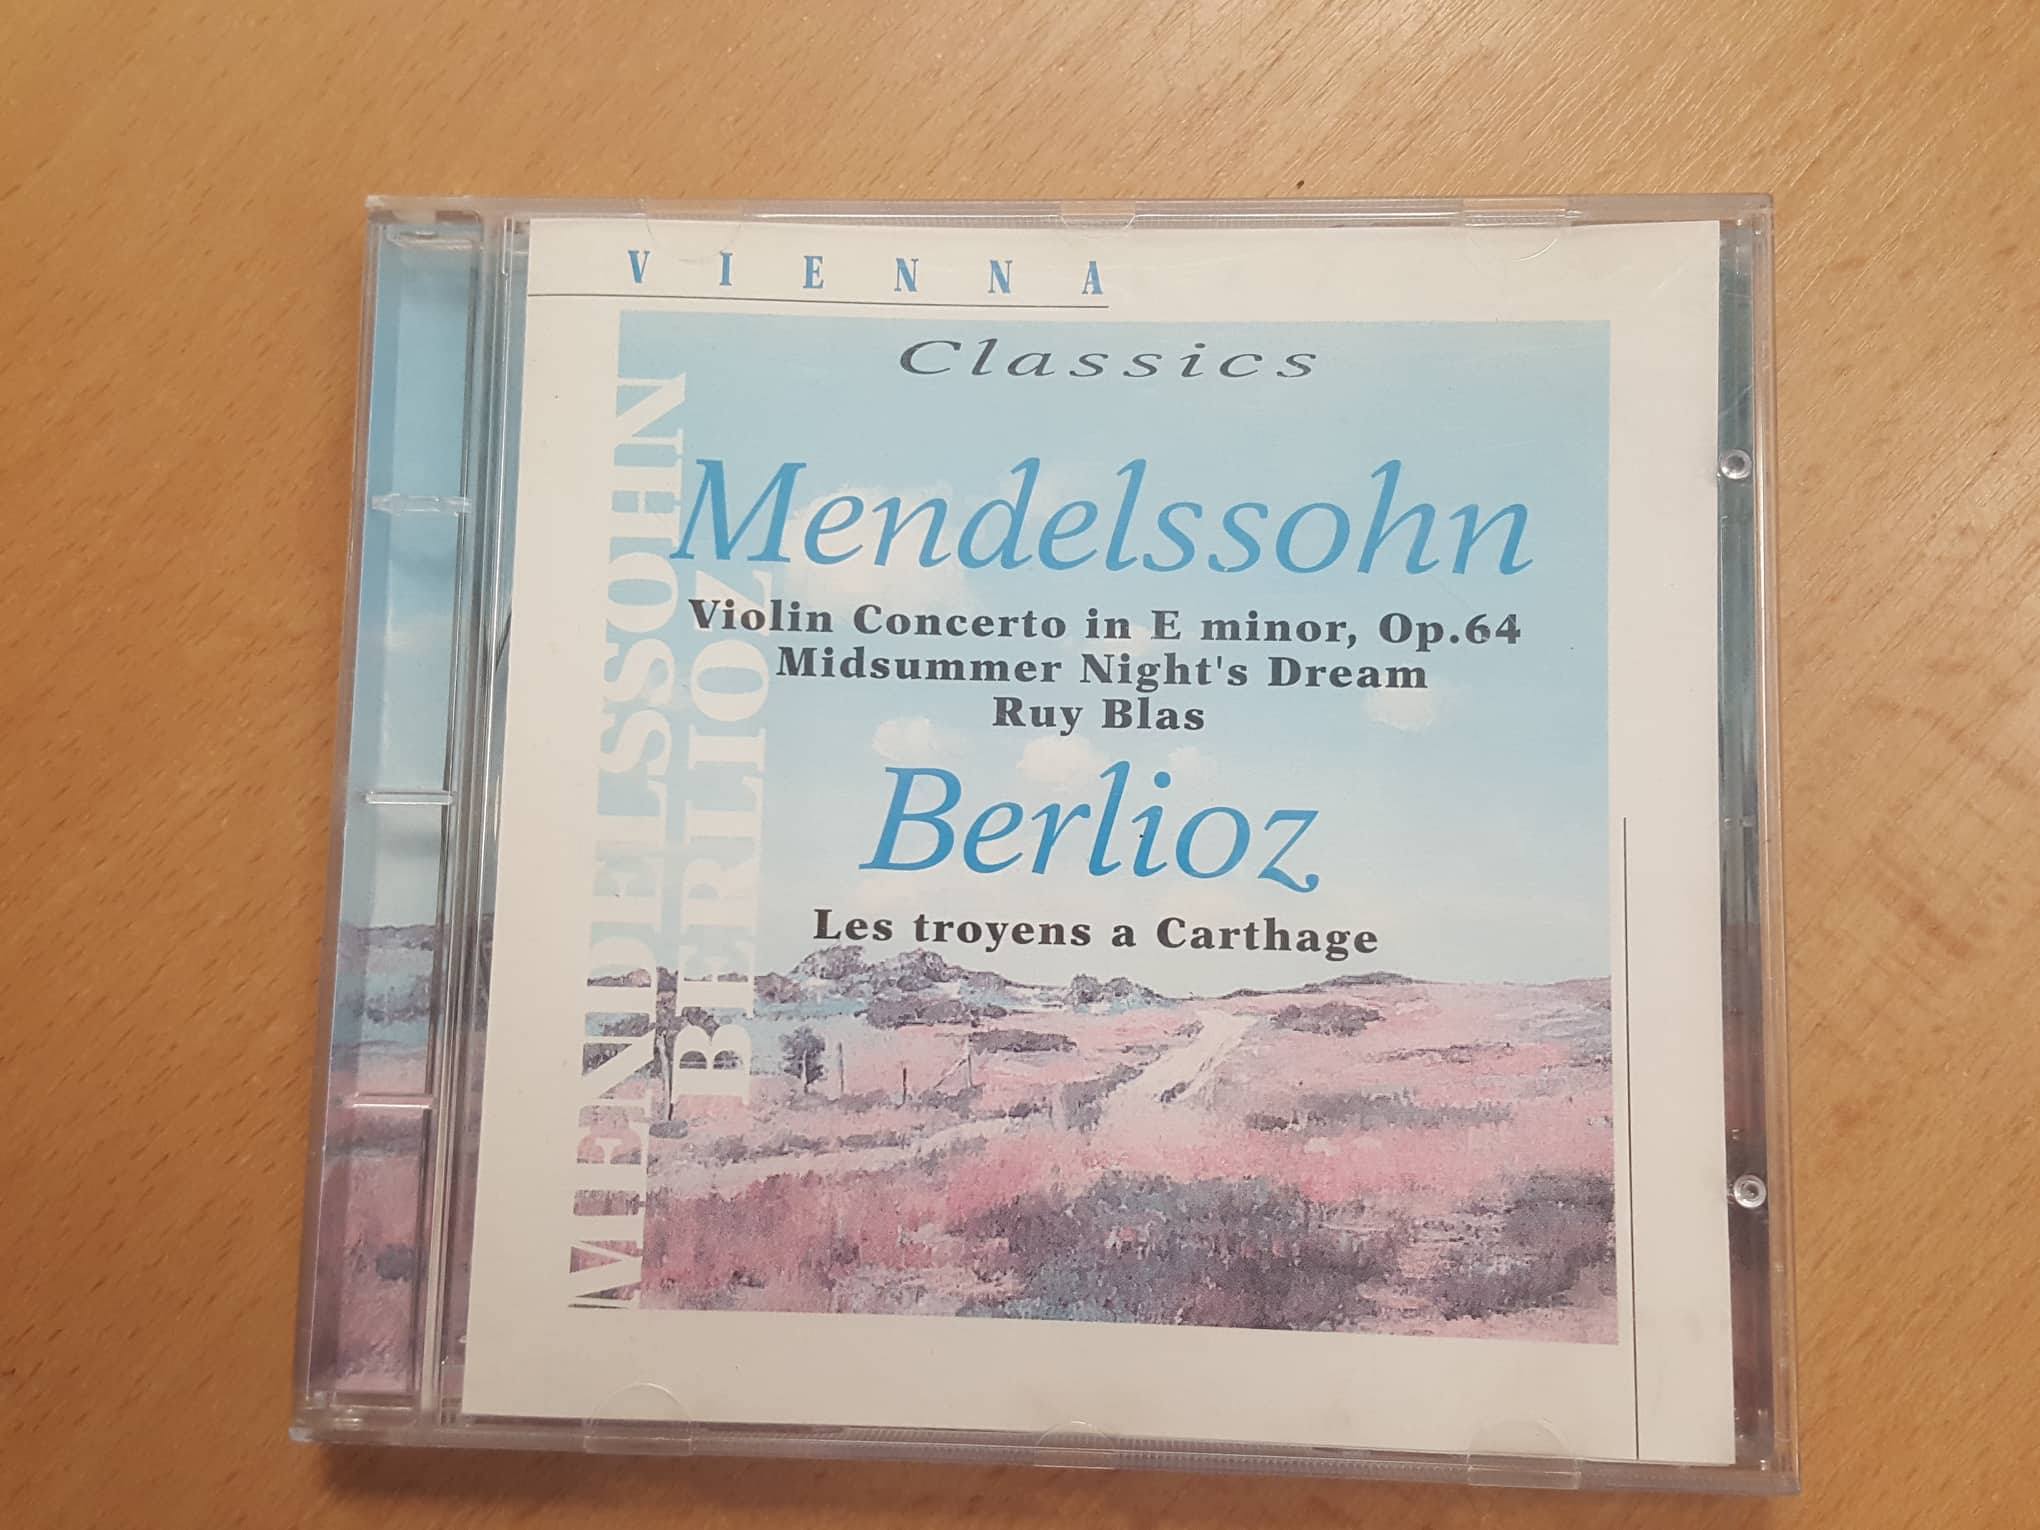 VIENNA
Classics
MENDELSSOHN
BERLIOZ
Mendelssohn
Violin Concerto in E minor, Op.64
Midsummer Night's Dream
Ruy Blas
Berlioz
Les troyens a Carthage